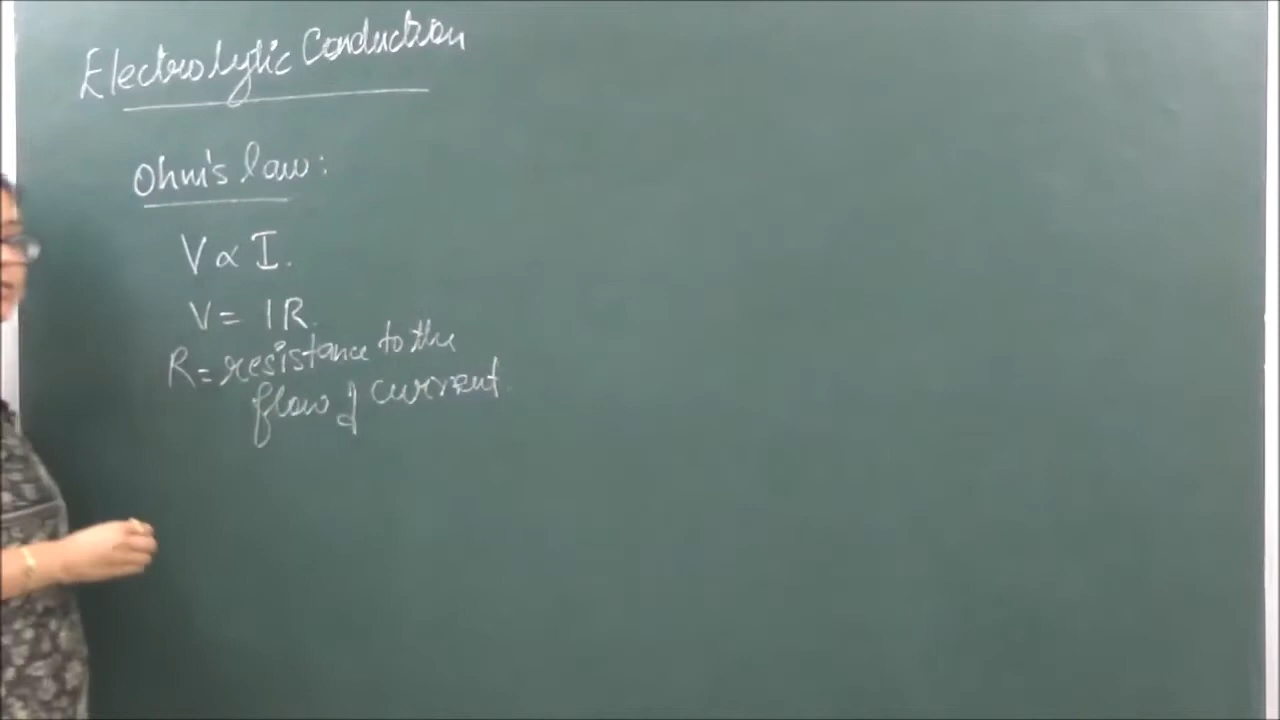 Electrolytic Conduction
Ohm's law:
V ∝ I.
V = IR.
R = resistance to the
flow of current.